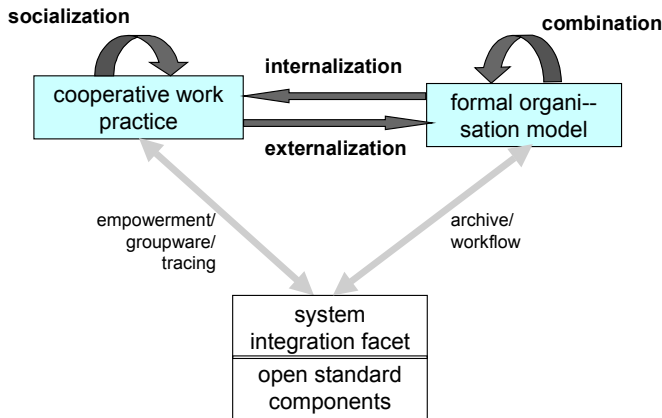 socialization
combination
internalization
cooperative work
practice
formal organi--
sation model
externalization
empowerment/
groupware/
tracing
archive/
workflow
system
integration facet
open standard
components